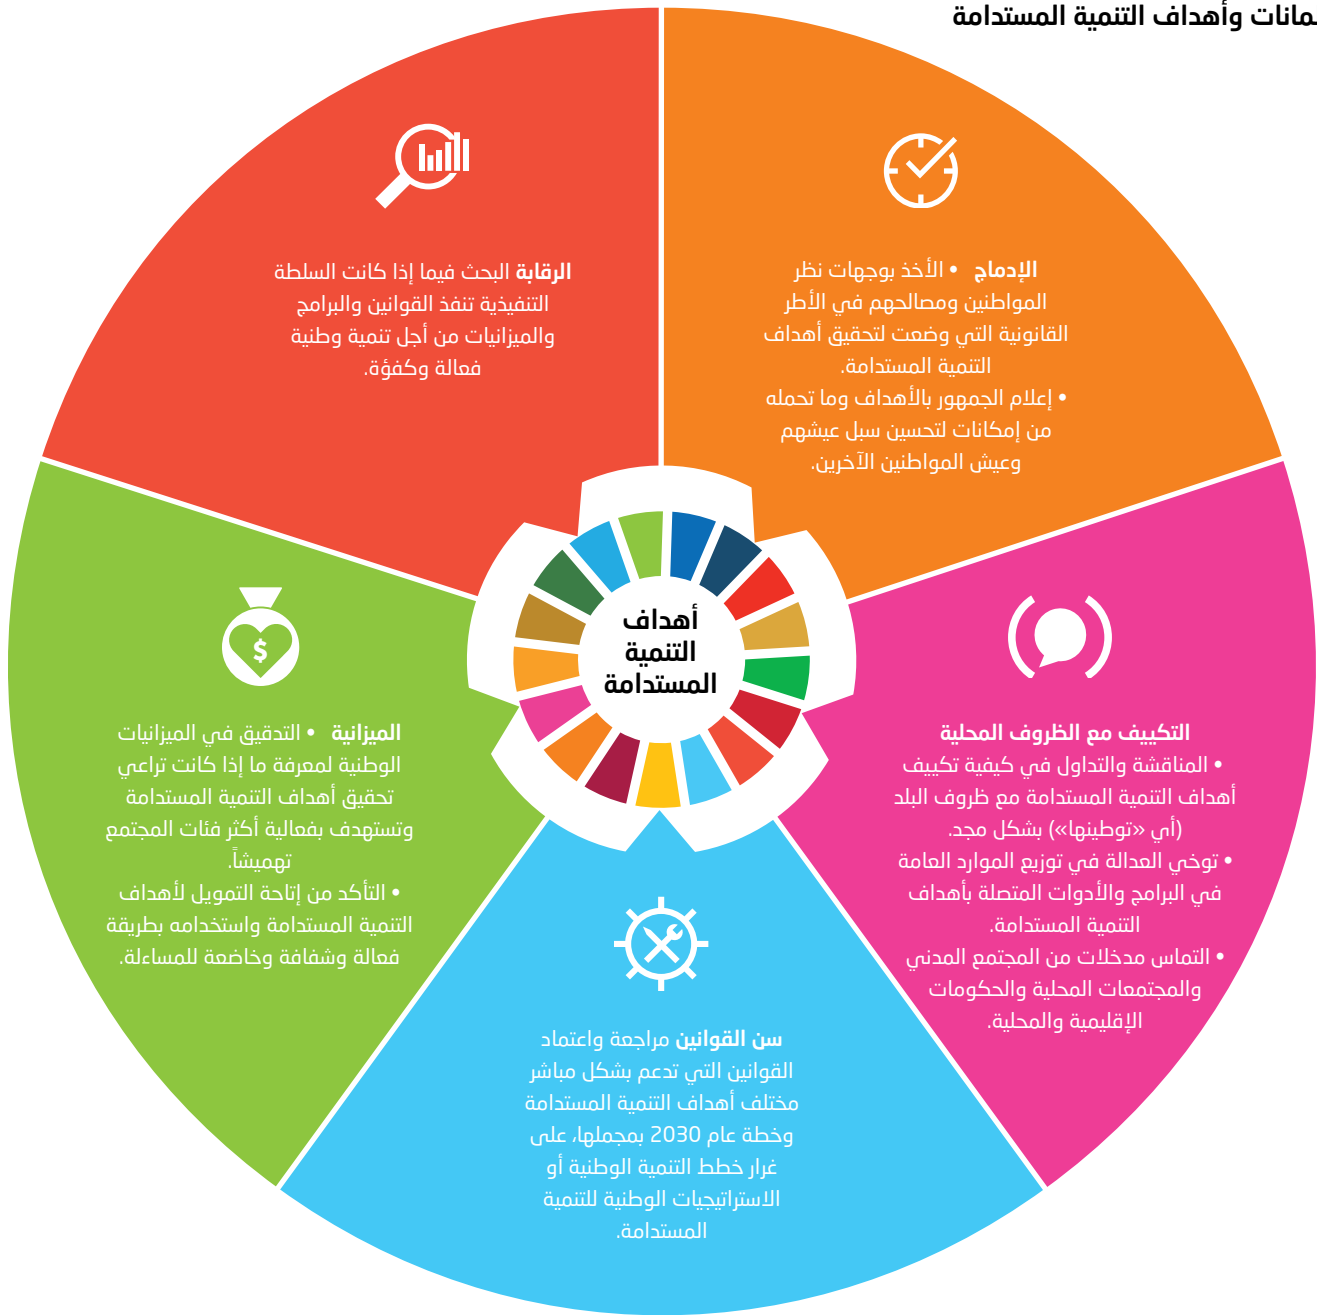 وأهداف التنمية المستدامة
الرقابة البحث فيما إذا كانت السلطة
التنفيذية تنفذ القوانين والبرامج
والميزانيات من أجل تنمية وطنية
فعالة وكفؤة.
الإدماج • الأخذ بوجهات نظر
المواطنين ومصالحهم في الأطر
القانونية التي وضعت لتحقيق أهداف
التنمية المستدامة.
• إعلام الجمهور بالأهداف وما تحمله
من إمكانات لتحسين سبل عيشهم
وعيش المواطنين الآخرين.
أهداف
التنمية
المستدامة
التكييف مع الظروف المحلية
• المناقشة والتداول في كيفية تكييف
أهداف التنمية المستدامة مع ظروف البلد
(أي «توطينها») بشكل مجد.
• توخي العدالة في توزيع الموارد العامة
في البرامج والأدوات المتصلة بأهداف
التنمية المستدامة.
• التماس مدخلات من المجتمع المدني
والمجتمعات المحلية والحكومات
الإقليمية والمحلية.
الميزانية • التدقيق في الميزانيات
الوطنية لمعرفة ما إذا كانت تراعي
تحقيق أهداف التنمية المستدامة
وتستهدف بفعالية أكثر فئات المجتمع
تهميشاً.
• التأكد من إتاحة التمويل لأهداف
التنمية المستدامة واستخدامه بطريقة
فعالة وشفافة وخاضعة للمساءلة.
سن القوانين مراجعة واعتماد
القوانين التي تدعم بشكل مباشر
مختلف أهداف التنمية المستدامة
وخطة عام 2030 بمجملها، على
غرار خطط التنمية الوطنية أو
الاستراتيجيات الوطنية للتنمية
المستدامة.